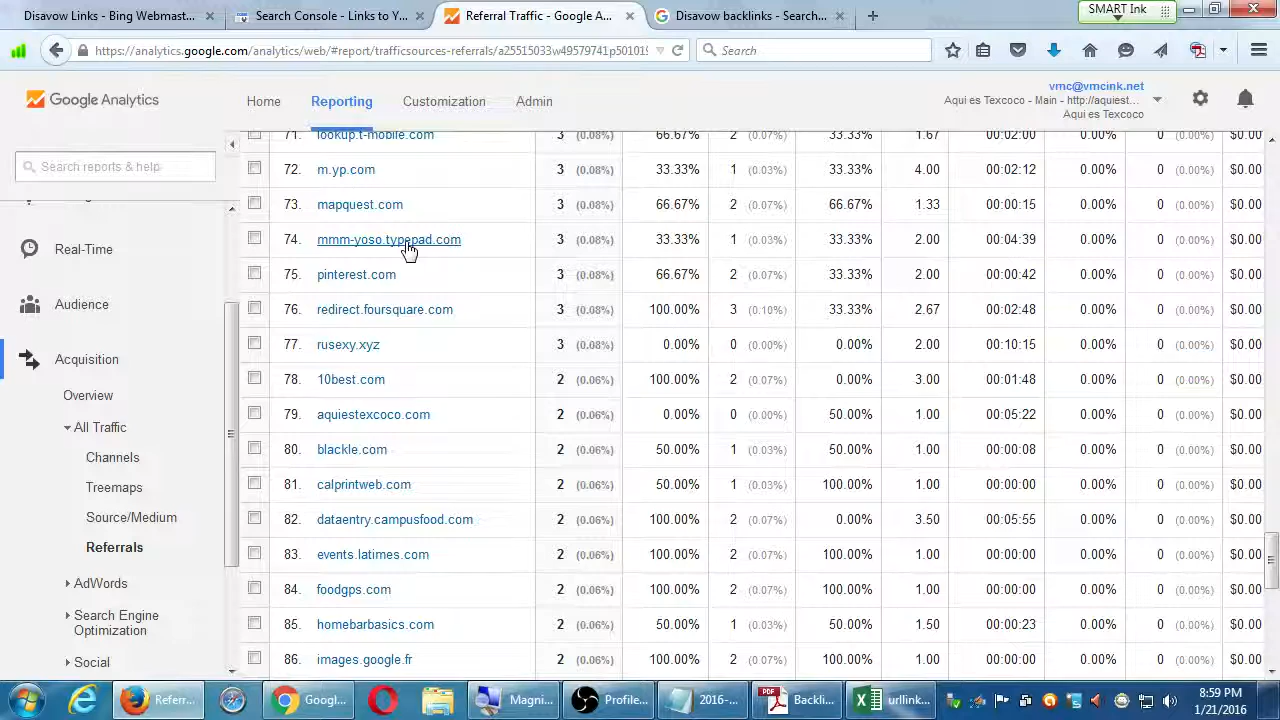 Disavow Links - Bing Webmast...
Search Console - Links to Y...
Referral Traffic - Google A...
Disavow backlinks - Search...
SMART Ink
https://analytics.google.com/analytics/web/#report/trafficsources-referrals/a25515033w49579741p50101
Search
Google Analytics
Home
Reporting
Customization
Admin
vmc@vmcink.net
Aqui es Texcoco - Main - http://aquiest...
Aqui es Texcoco
Search reports & help
Real-Time
Audience
Acquisition
Overview
All Traffic
Channels
Treemaps
Source/Medium
Referrals
AdWords
Search Engine
Optimization
Social
71. lookup.t-mobile.com 3 (0.08%) 66.67% 2 (0.07%) 33.33% 1.67 00:02:00 0.00% 0 (0.00%) $0.00
72. m.yp.com 3 (0.08%) 33.33% 1 (0.03%) 33.33% 4.00 00:02:12 0.00% 0 (0.00%) $0.00
73. mapquest.com 3 (0.08%) 66.67% 2 (0.07%) 66.67% 1.33 00:00:15 0.00% 0 (0.00%) $0.00
74. mmm-yoso.typepad.com 3 (0.08%) 33.33% 1 (0.03%) 33.33% 2.00 00:04:39 0.00% 0 (0.00%) $0.00
75. pinterest.com 3 (0.08%) 66.67% 2 (0.07%) 33.33% 2.00 00:00:42 0.00% 0 (0.00%) $0.00
76. redirect.foursquare.com 3 (0.08%) 100.00% 3 (0.10%) 33.33% 2.67 00:02:48 0.00% 0 (0.00%) $0.00
77. rusexy.xyz 3 (0.08%) 0.00% 0 (0.00%) 0.00% 2.00 00:10:15 0.00% 0 (0.00%) $0.00
78. 10best.com 2 (0.06%) 100.00% 2 (0.07%) 0.00% 3.00 00:01:48 0.00% 0 (0.00%) $0.00
79. aquiestexcoco.com 2 (0.06%) 0.00% 0 (0.00%) 50.00% 1.00 00:05:22 0.00% 0 (0.00%) $0.00
80. blackle.com 2 (0.06%) 50.00% 1 (0.03%) 50.00% 1.00 00:00:08 0.00% 0 (0.00%) $0.00
81. calprintweb.com 2 (0.06%) 50.00% 1 (0.03%) 100.00% 1.00 00:00:00 0.00% 0 (0.00%) $0.00
82. dataentry.campusfood.com 2 (0.06%) 100.00% 2 (0.07%) 0.00% 3.50 00:05:55 0.00% 0 (0.00%) $0.00
83. events.latimes.com 2 (0.06%) 100.00% 2 (0.07%) 100.00% 1.00 00:00:00 0.00% 0 (0.00%) $0.00
84. foodgps.com 2 (0.06%) 100.00% 2 (0.07%) 100.00% 1.00 00:00:00 0.00% 0 (0.00%) $0.00
85. homebarbasics.com 2 (0.06%) 50.00% 1 (0.03%) 50.00% 1.50 00:00:23 0.00% 0 (0.00%) $0.00
86. images.google.fr 2 (0.06%) 100.00% 2 (0.07%) 100.00% 1.00 00:00:00 0.00% 0 (0.00%) $0.00
Referr...
Googl...
Magni...
Profile...
2016-...
Backli...
urllink...
8:59 PM
1/21/2016